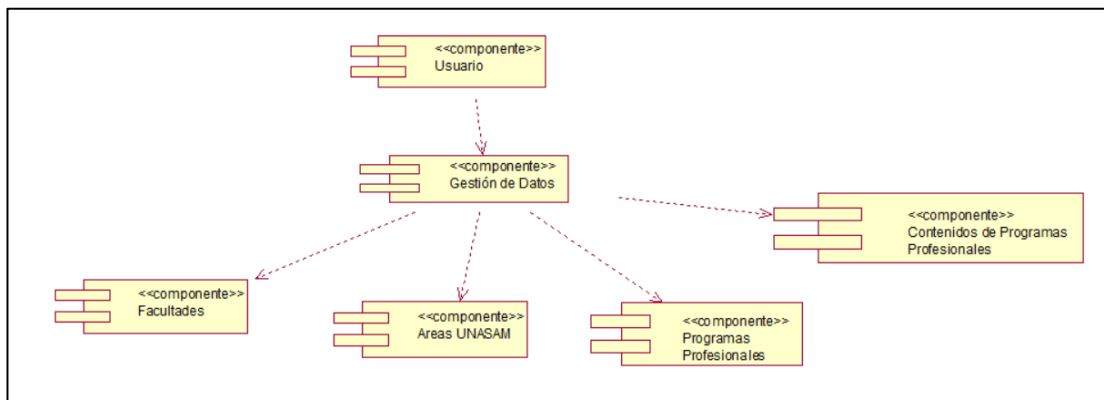 <<componente>>
Usuario
<<componente>>
Gestión de Datos
<<componente>>
Contenidos de Programas
Profesionales
<<componente>>
Facultades
<<componente>>
Areas UNASAM
<<componente>>
Programas
Profesionales